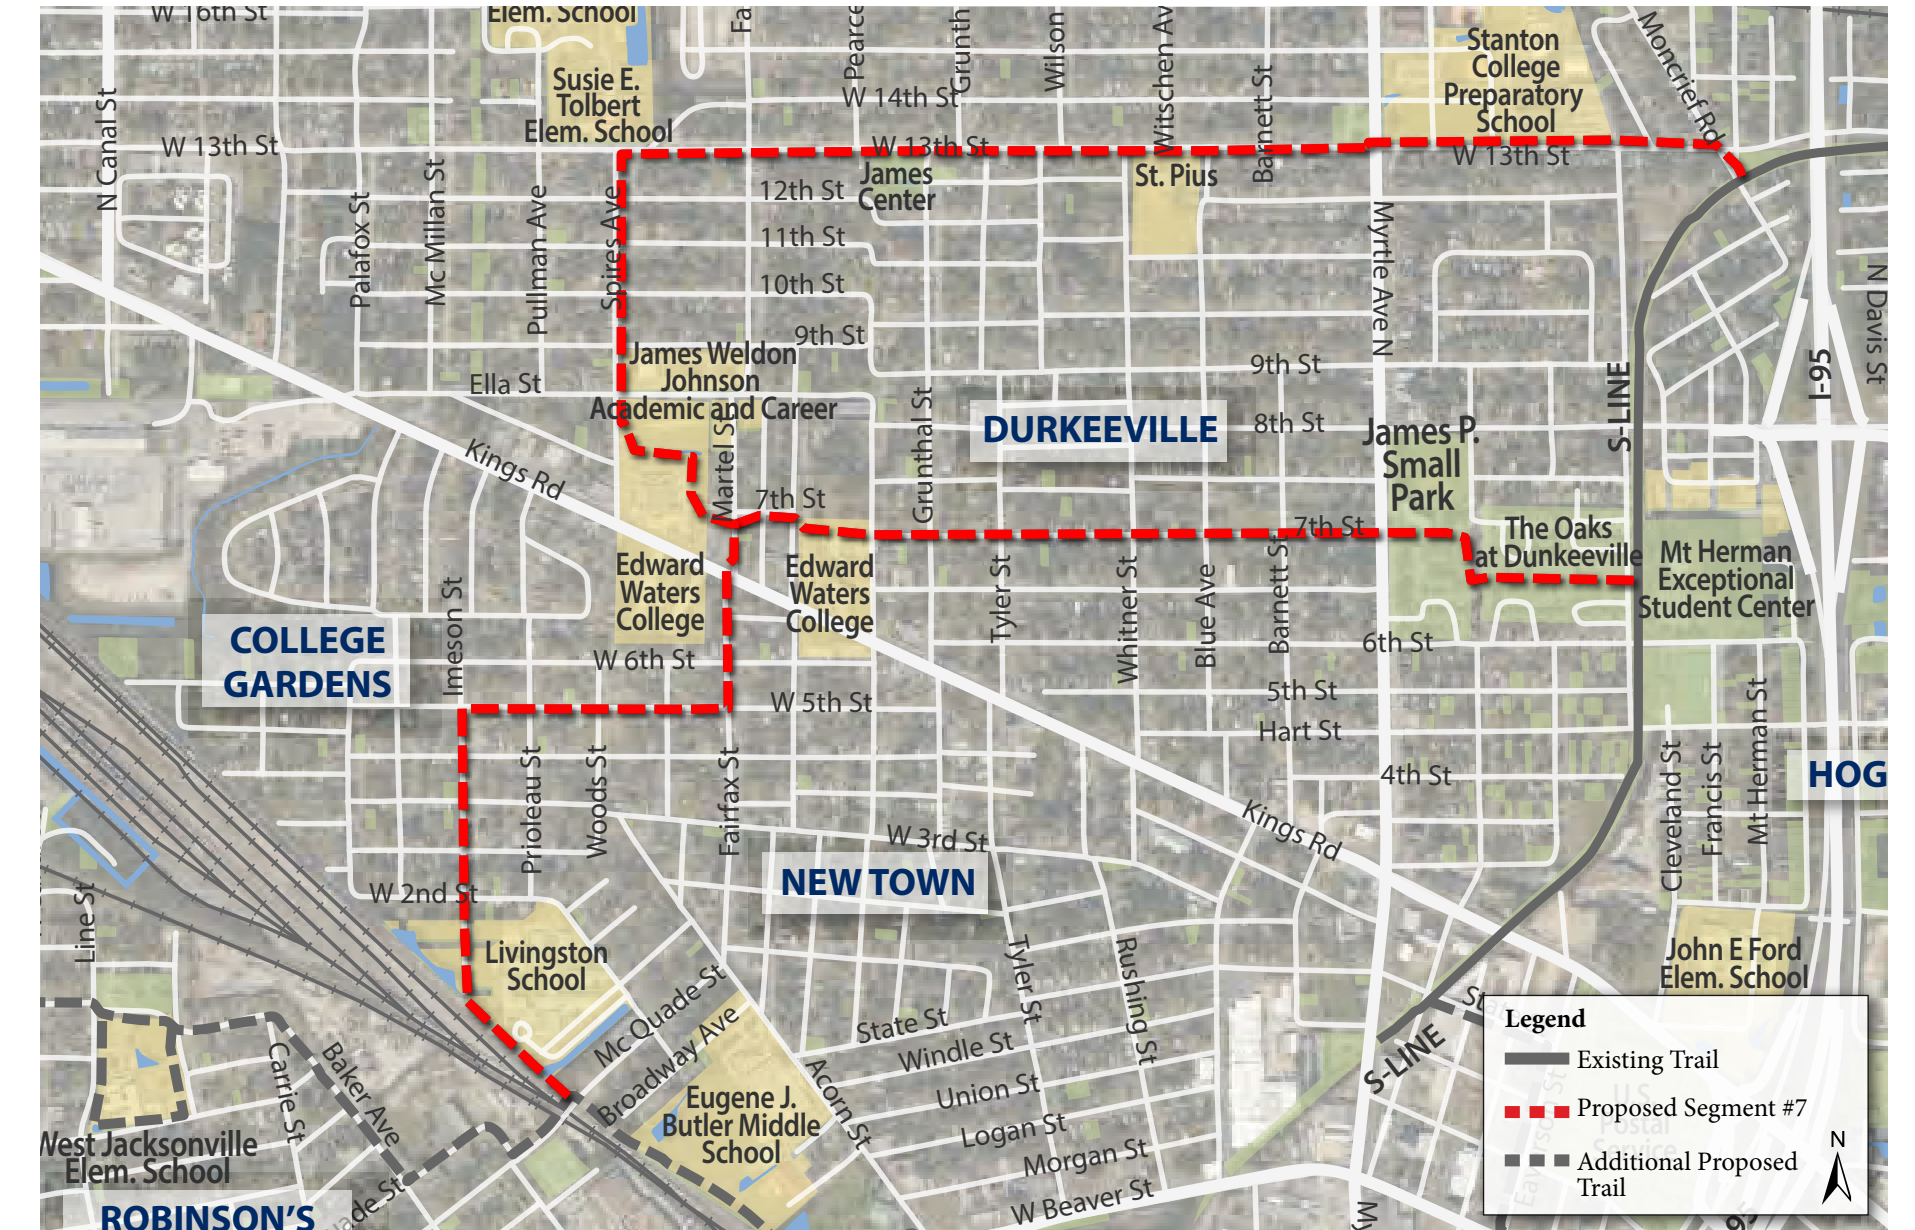 W 16th St
Elem. School
Fa
Pearce
Grunth
Wilson
Witschen Av
Barnett St
Stanton
College
Preparatory
School
Moncrief Rd
Susie E.
Tolbert
Elem. School
W 14th St
N Canal St
W 13th St
W 13th St
W 13th St
James
Center
St. Pius
12th St
11th St
10th St
9th St
Palafox St
Mc Millan St
Pullman Ave
Spires Ave
Myrtle Ave N
N Davis St
I-95
S-LINE
James Weldon
Johnson
Academic and Career
Ella St
9th St
8th St
DURKEEVILLE
Grunthal St
Martel St
James P.
Small
Park
Kings Rd
7th St
7th St
The Oaks
at Dunkeeville
Mt Herman
Exceptional
Student Center
Edward
Waters
College
Edward
Waters
College
Tyler St
Whitner St
Blue Ave
Barnett St
COLLEGE
GARDENS
Imeson St
W 6th St
6th St
W 5th St
5th St
Hart St
4th St
Prioleau St
Woods St
Fairfax St
Cleveland St
Francis St
Mt Herman St
HOG
Kings Rd
W 3rd St
NEW TOWN
W 2nd St
Line St
Livingston
School
Mc Quade St
Broadway Ave
Tyler St
Rushing St
John E Ford
Elem. School
State St
Windle St
Union St
Logan St
Morgan St
W Beaver St
Acorn St
Eugene J.
Butler Middle
School
Carrie St
Baker Ave
West Jacksonville
Elem. School
ROBINSON'S
uade St
S-LINE
Stat
My
95
Legend
Existing Trail
Proposed Segment #7
Additional Proposed
Trail
N
U.S.
Postal
Service